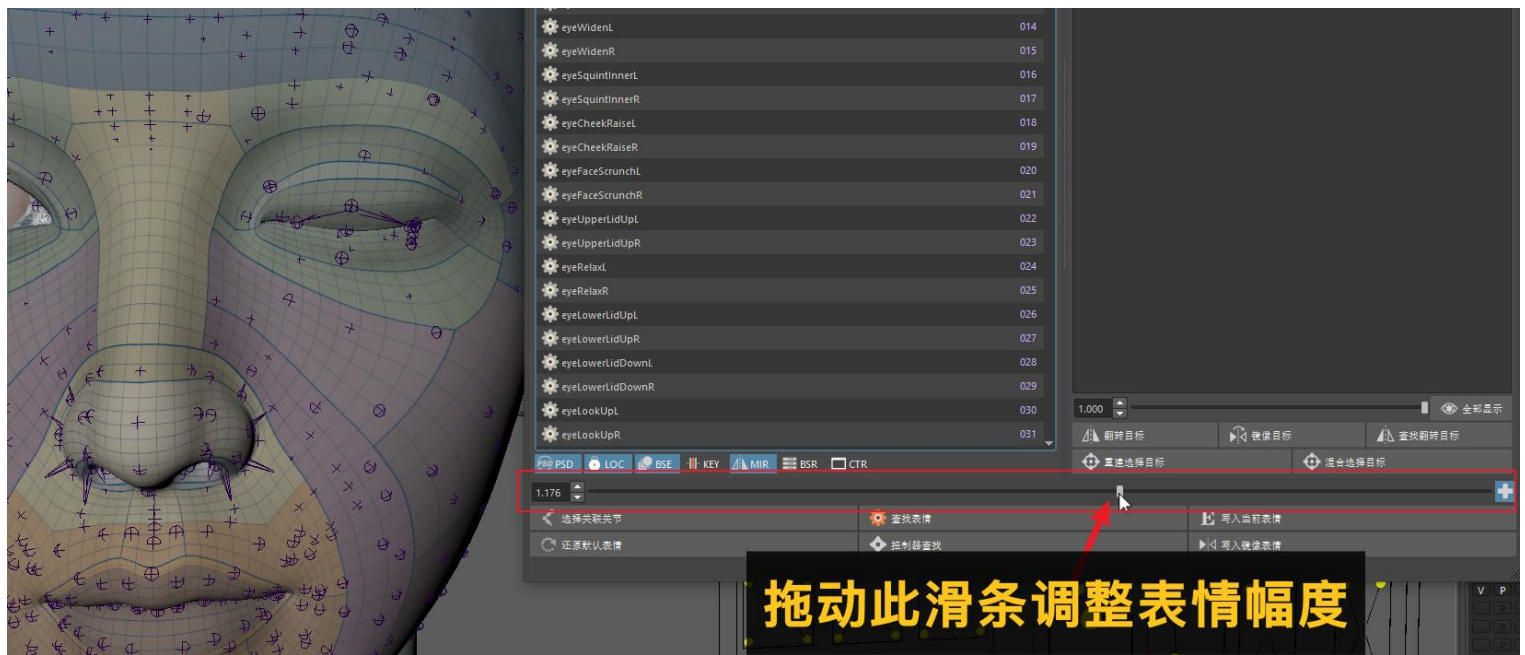 eyeWidenL 014
eyeWidenR 015
eyeSquintInnerL 016
eyeSquintInnerR 017
eyeCheekRaiseL 018
eyeCheekRaiseR 019
eyeFaceScrunchL 020
eyeFaceScrunchR 021
eyeUpperLidUpL 022
eyeUpperLidUpR 023
eyeRelaxL 024
eyeRelaxR 025
eyeLowerLidUpL 026
eyeLowerLidUpR 027
eyeLowerLidDownL 028
eyeLowerLidDownR 029
eyeLookUpL 030
eyeLookUpR 031
1.000 全部显示
翻转目标 镜像目标 查找翻转目标
重建选择目标 混合选择目标
PSD LOC BSE KEY MIR BSR CTR
1.176
选择关联关节 查找表情 写入当前表情
还原默认表情 控制器查找 写入镜像表情
拖动此滑条调整表情幅度
V P